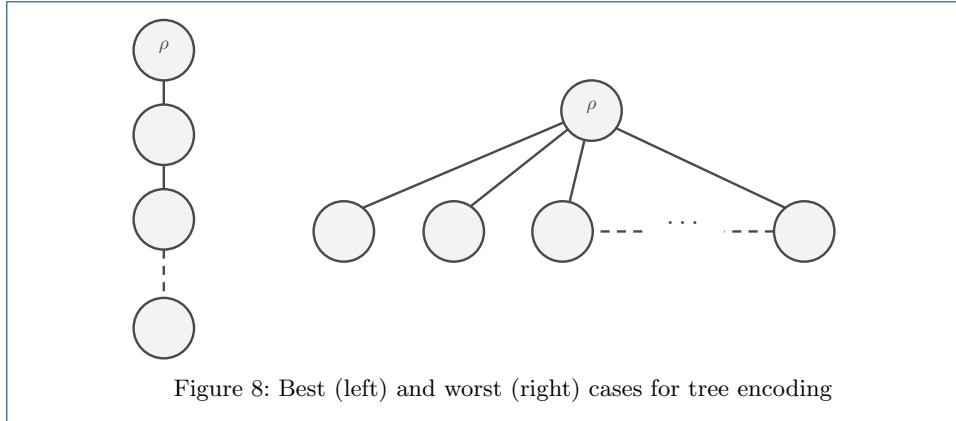 ρ
ρ
. . .
Figure 8: Best (left) and worst (right) cases for tree encoding